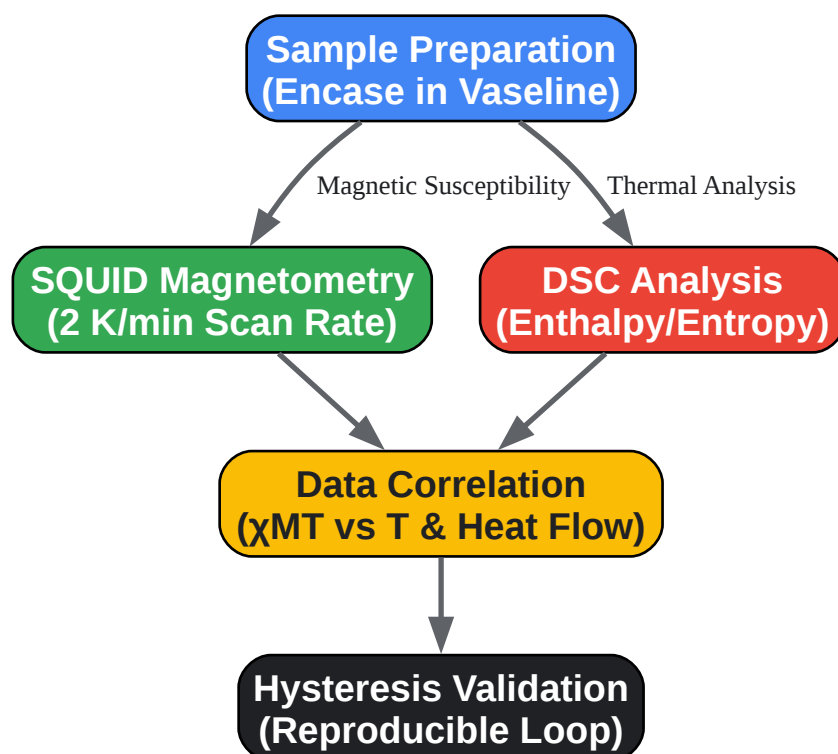 Sample Preparation
(Encase in Vaseline)
Magnetic Susceptibility
Thermal Analysis
SQUID Magnetometry
(2 K/min Scan Rate)
DSC Analysis
(Enthalpy/Entropy)
Data Correlation
(χMT vs T & Heat Flow)
Hysteresis Validation
(Reproducible Loop)